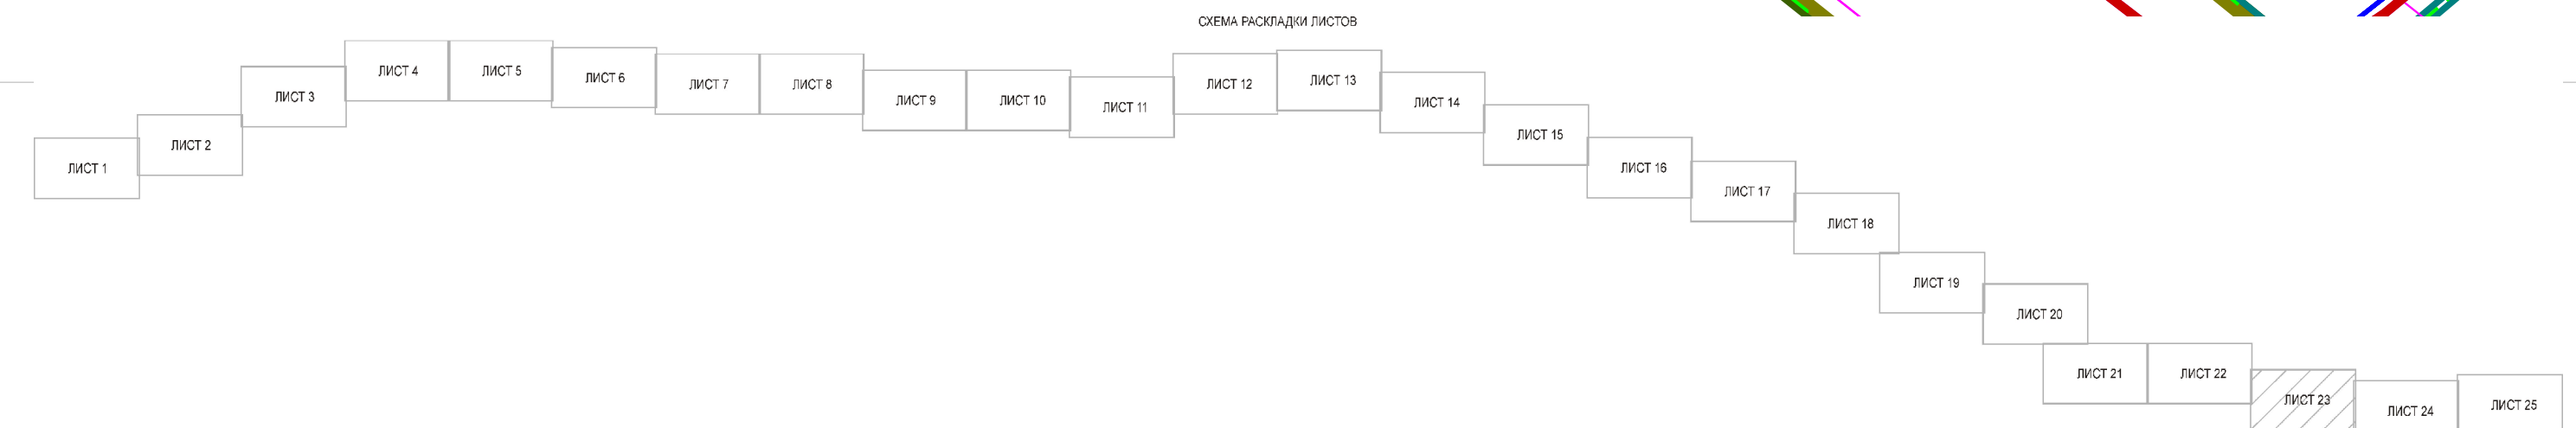 СХЕМА РАСКЛАДКИ ЛИСТОВ
ЛИСТ 1
ЛИСТ 2
ЛИСТ 3
ЛИСТ 4
ЛИСТ 5
ЛИСТ 6
ЛИСТ 7
ЛИСТ 8
ЛИСТ 9
ЛИСТ 10
ЛИСТ 11
ЛИСТ 12
ЛИСТ 13
ЛИСТ 14
ЛИСТ 15
ЛИСТ 16
ЛИСТ 17
ЛИСТ 18
ЛИСТ 19
ЛИСТ 20
ЛИСТ 21
ЛИСТ 22
ЛИСТ 23
ЛИСТ 24
ЛИСТ 25